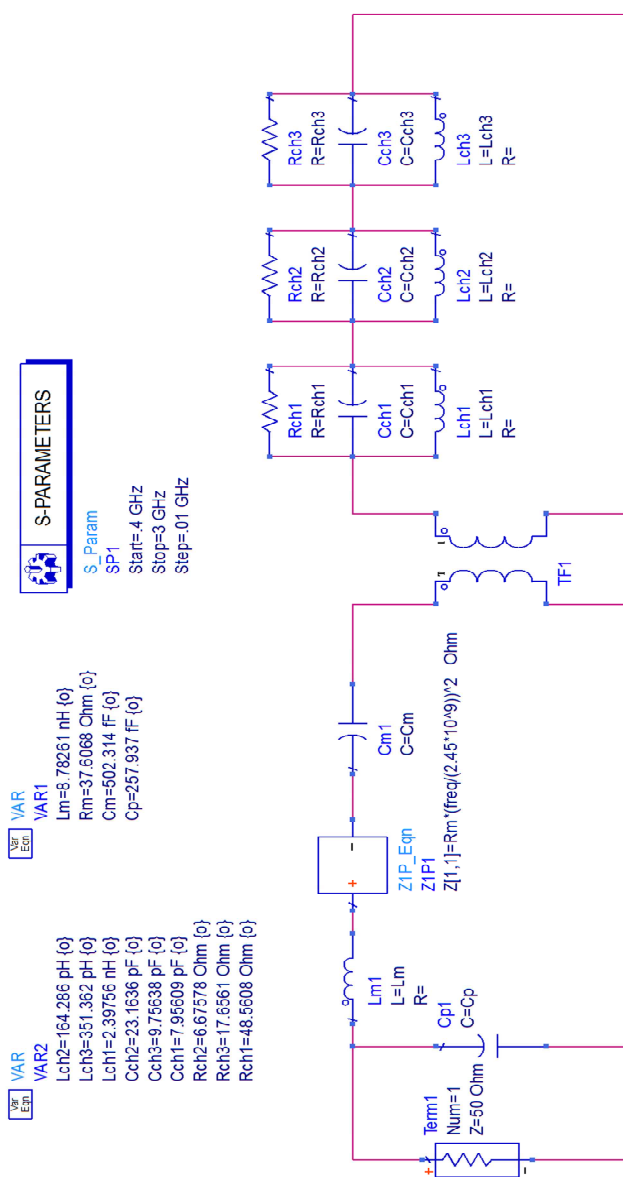 Var
Eqn
VAR
VAR2
Lch2=164.286 pH {o}
Lch3=351.362 pH {o}
Lch1=2.39756 nH {o}
Cch2=23.1636 pF {o}
Cch3=9.75638 pF {o}
Cch1=7.95609 pF {o}
Rch2=6.67578 Ohm {o}
Rch3=17.6561 Ohm {o}
Rch1=48.5608 Ohm {o}
Var
Eqn
VAR
VAR1
Lm=8.78261 nH {o}
Rm=37.6068 Ohm {o}
Cm=502.314 fF {o}
Cp=257.937 fF {o}
S-PARAMETERS
S_Param
SP1
Start=.4 GHz
Stop=3 GHz
Step=.01 GHz
+
Term1
Num=1
Z=50 Ohm
-
Cp1
C=Cp
Lm1
L=Lm
R=
+
-
Z1P_Eqn
Z1P1
Z[1,1]=Rm*(freq/(2.45*10^9))^2 Ohm
Cm1
C=Cm
TF1
Rch1
R=Rch1
Cch1
C=Cch1
Lch1
L=Lch1
R=
Rch2
R=Rch2
Cch2
C=Cch2
Lch2
L=Lch2
R=
Rch3
R=Rch3
Cch3
C=Cch3
Lch3
L=Lch3
R=